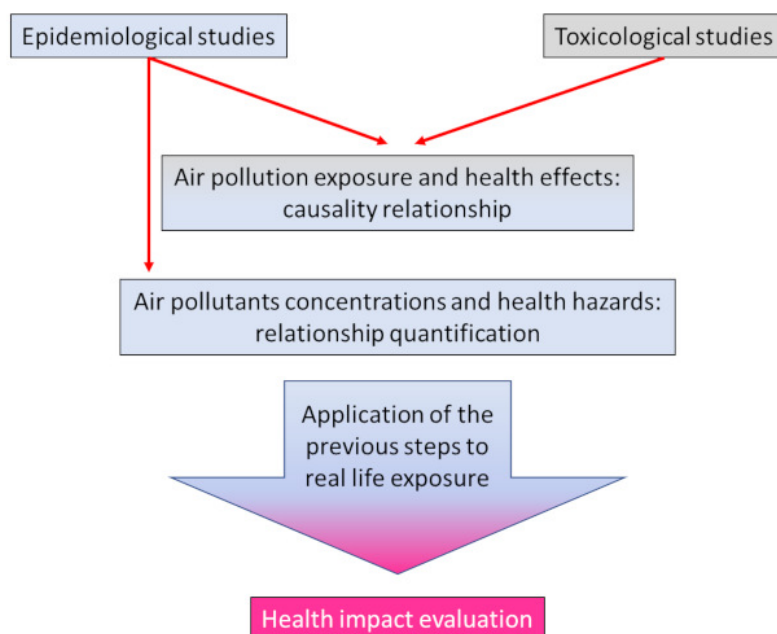 Epidemiological studies
Toxicological studies
Air pollution exposure and health effects:
causality relationship
Air pollutants concentrations and health hazards:
relationship quantification
Application of the
previous steps to
real life exposure
Health impact evaluation